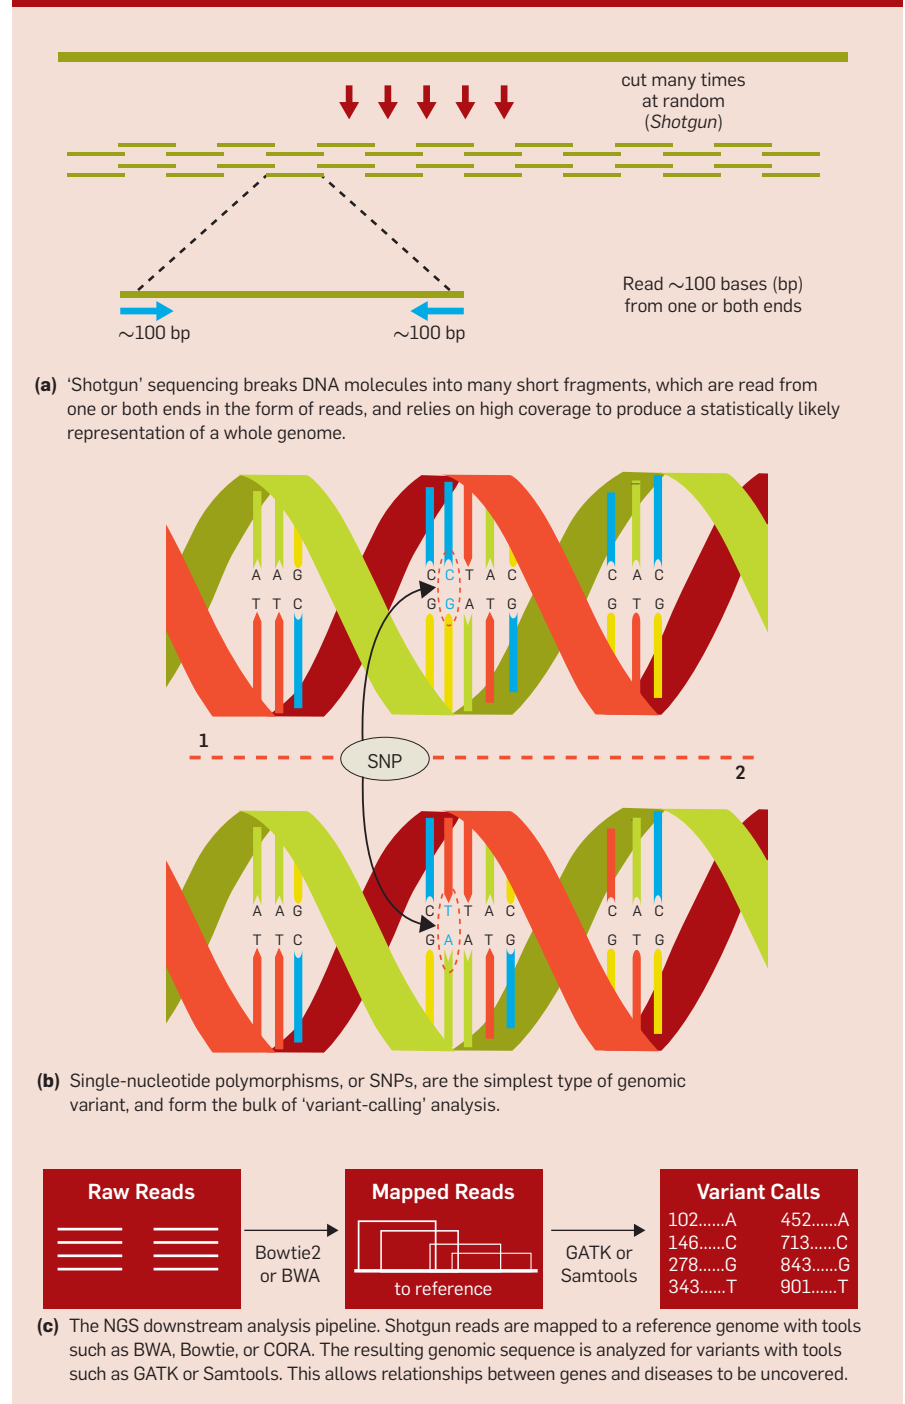 cut many times
at random
(Shotgun)
Read ~100 bases (bp)
from one or both ends
~100 bp
~100 bp
(a) ‘Shotgun’ sequencing breaks DNA molecules into many short fragments, which are read from
one or both ends in the form of reads, and relies on high coverage to produce a statistically likely
representation of a whole genome.
A A G C C T A C C A C
T T C G G A T G G T G
1
SNP
2
A A G C T T A C C A C
T T C G A A T G G T G
(b) Single-nucleotide polymorphisms, or SNPs, are the simplest type of genomic
variant, and form the bulk of ‘variant-calling’ analysis.
Raw Reads
Bowtie2
or BWA
Mapped Reads
to reference
GATK or
Samtools
Variant Calls
102......A 452......A
146......C 713......C
278......G 843......G
343......T 901......T
(c) The NGS downstream analysis pipeline. Shotgun reads are mapped to a reference genome with tools
such as BWA, Bowtie, or CORA. The resulting genomic sequence is analyzed for variants with tools
such as GATK or Samtools. This allows relationships between genes and diseases to be uncovered.